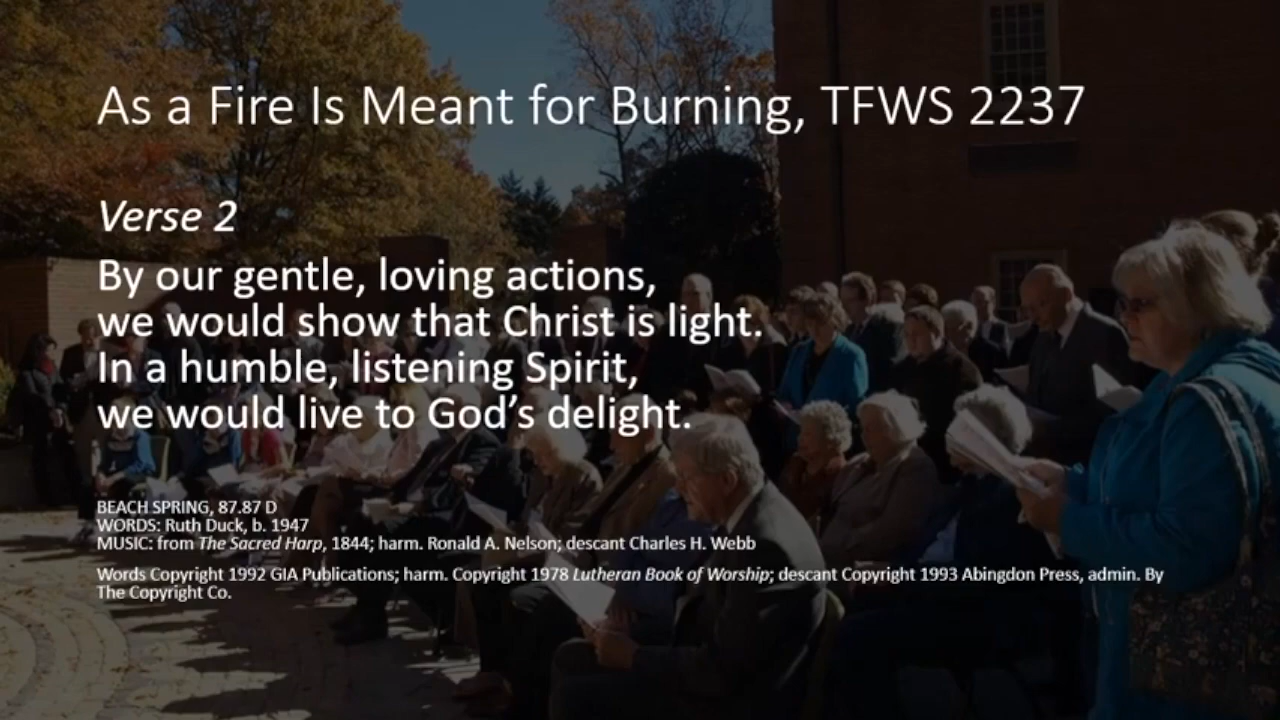 As a Fire Is Meant for Burning, TFWS 2237
Verse 2
By our gentle, loving actions,
we would show that Christ is light.
In a humble, listening Spirit,
we would live to God’s delight.
BEACH SPRING, 87.87 D
WORDS: Ruth Duck, b. 1947
MUSIC: from The Sacred Harp, 1844; harm. Ronald A. Nelson; descant Charles H. Webb
Words Copyright 1992 GIA Publications; harm. Copyright 1978 Lutheran Book of Worship; descant Copyright 1993 Abingdon Press, admin. By
The Copyright Co.